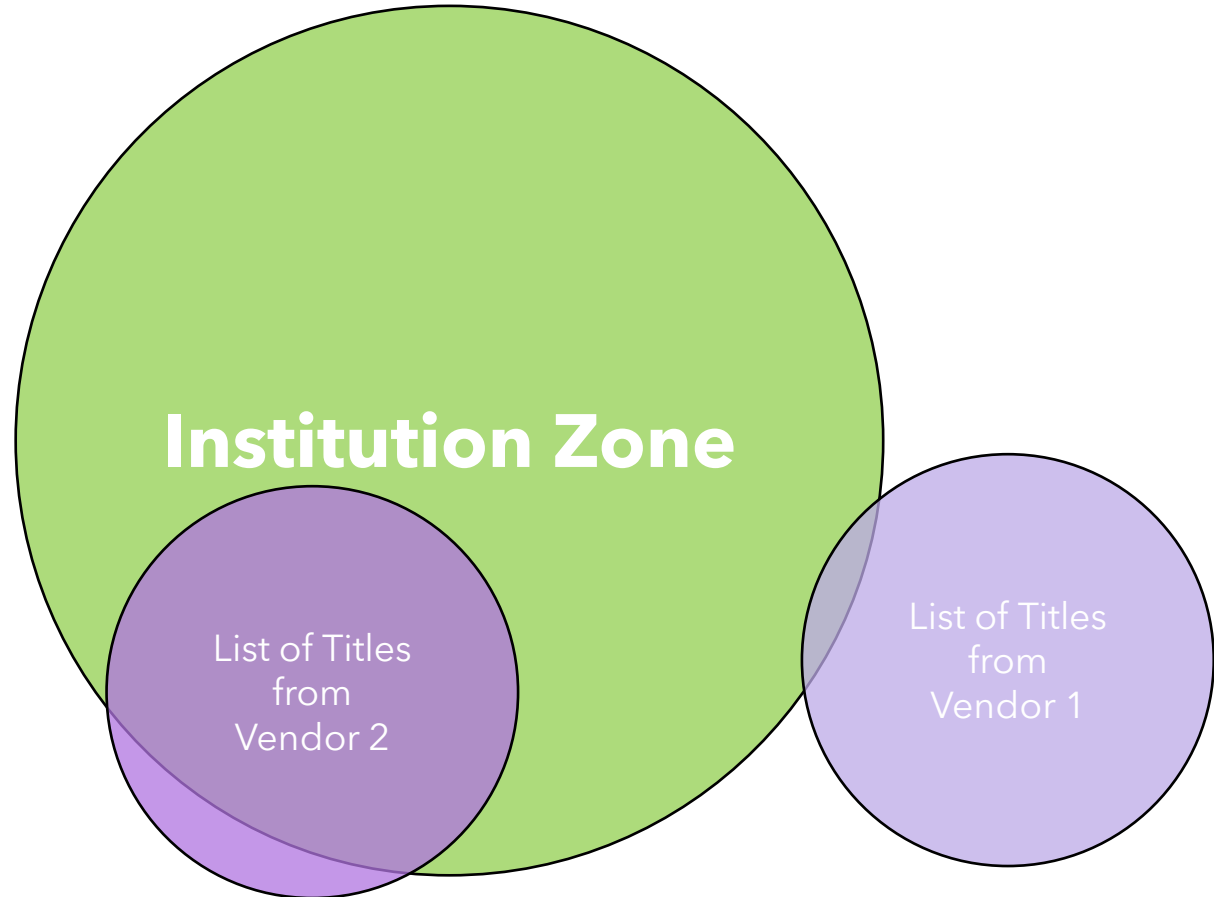 Institution Zone
List of Titles
from
Vendor 2
List of Titles
from
Vendor 1